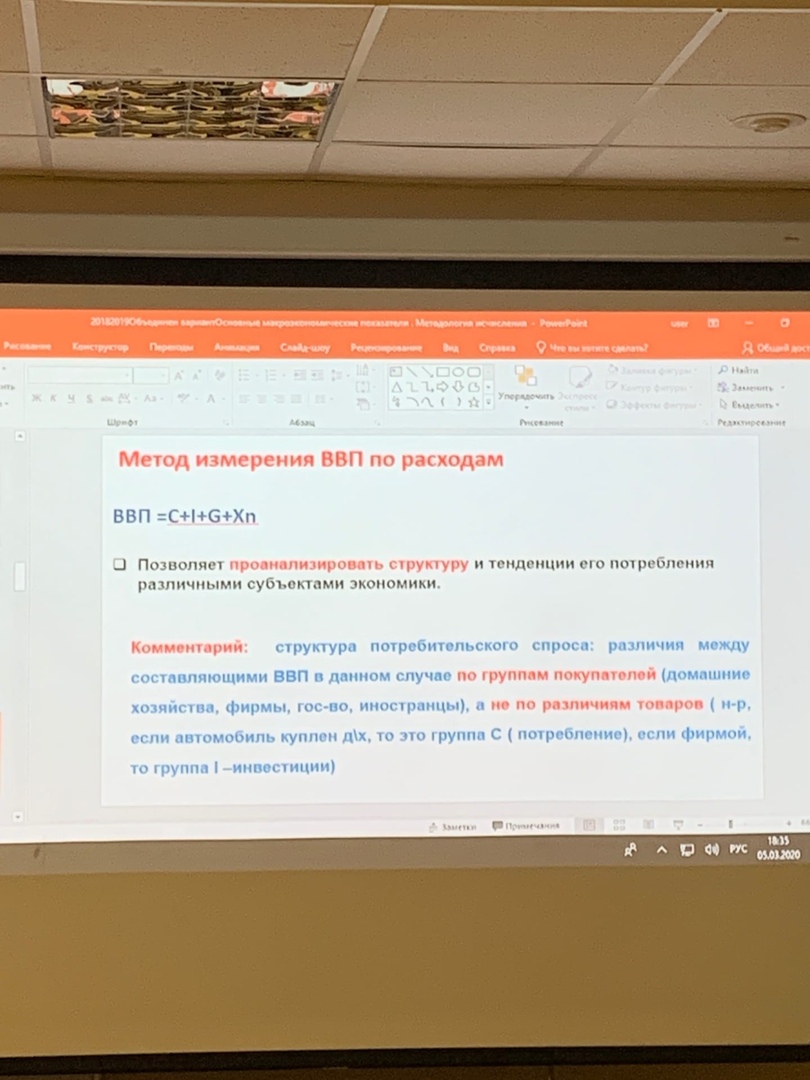 20182019Объединен вариантОсновные макроэкономические показатели . Методология исчисления - PowerPoint user
Рисование Конструктор Переходы Анимация Слайд-шоу Рецензирование Вид Справка Что вы хотите сделать? Общий дост
Заливка фигуры Найти
Упорядочить Экспресс- Контур фигуры Заменить
стили Эффекты фигуры Выделить
Ж К Ч S abc AV Aa A
Шрифт Абзац Рисование Редактирование
Метод измерения ВВП по расходам
ВВП =C+I+G+Xn
Позволяет проанализировать структуру и тенденции его потребления
различными субъектами экономики.
Комментарий: структура потребительского спроса: различия между
составляющими ВВП в данном случае по группам покупателей (домашние
хозяйства, фирмы, гос-во, иностранцы), а не по различиям товаров ( н-р,
если автомобиль куплен д\х, то это группа С ( потребление), если фирмой,
то группа I –инвестиции)
Заметки Примечания
РУС 18:35
05.03.2020